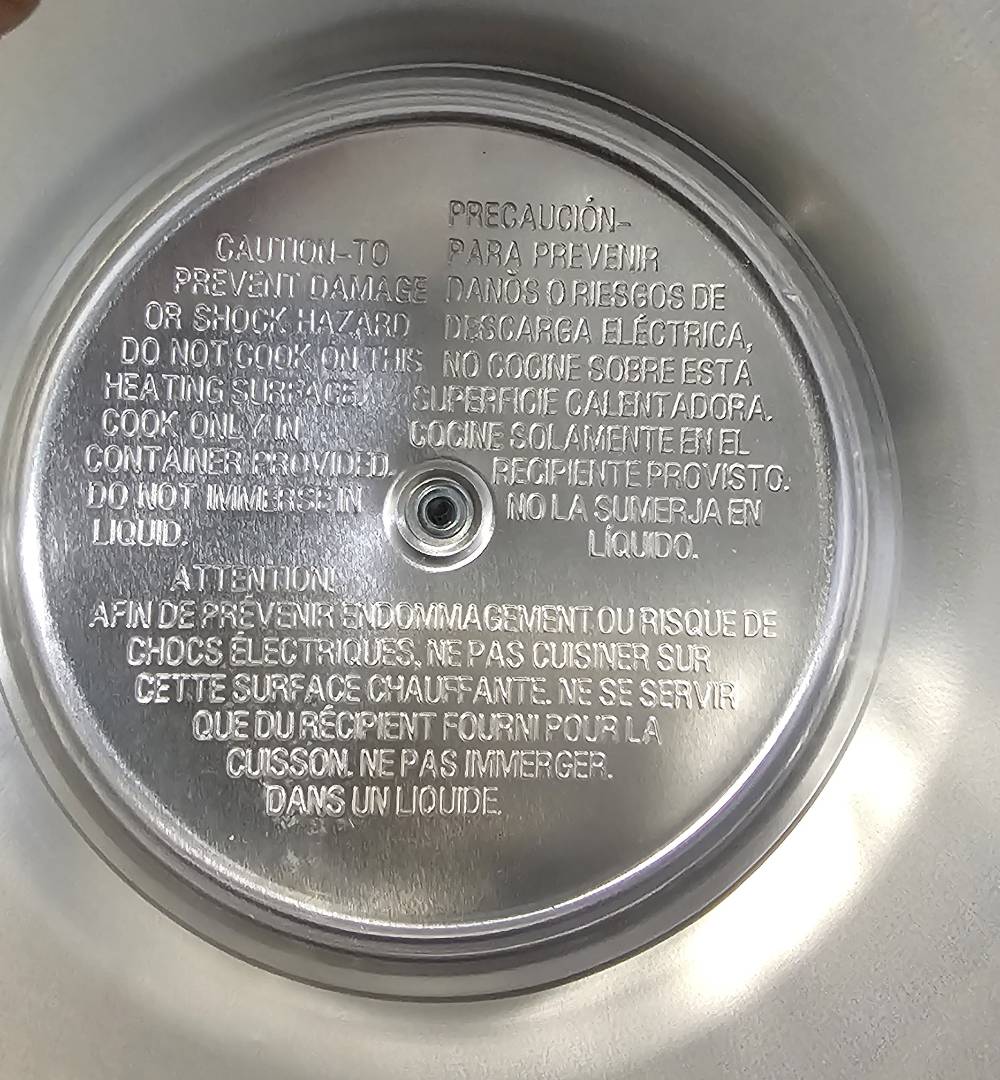 CAUTION-TO
PREVENT DAMAGE
OR SHOCK HAZARD
DO NOT COOK ON THIS
HEATING SURFACE.
COOK ONLY IN
CONTAINER PROVIDED.
DO NOT IMMERSE IN
LIQUID.
PRECAUCIÓN-
PARA PREVENIR
DANOS O RIESGOS DE
DESCARGA ELÉCTRICA,
NO COCINE SOBRE ESTA
SUPERFICIE CALENTADORA.
COCINE SOLAMENTE EN EL
RECIPIENTE PROVISTO.
NO LA SUMERJA EN
LÍQUIDO.
ATTENTION!
AFIN DE PRÉVENIR ENDOMMAGEMENT OU RISQUE DE
CHOCS ÉLECTRIQUES, NE PAS CUISINER SUR
CETTE SURFACE CHAUFFANTE. NE SE SERVIR
QUE DU RÉCIPIENT FOURNI POUR LA
CUISSON. NE PAS IMMERGER.
DANS UN LIQUIDE.